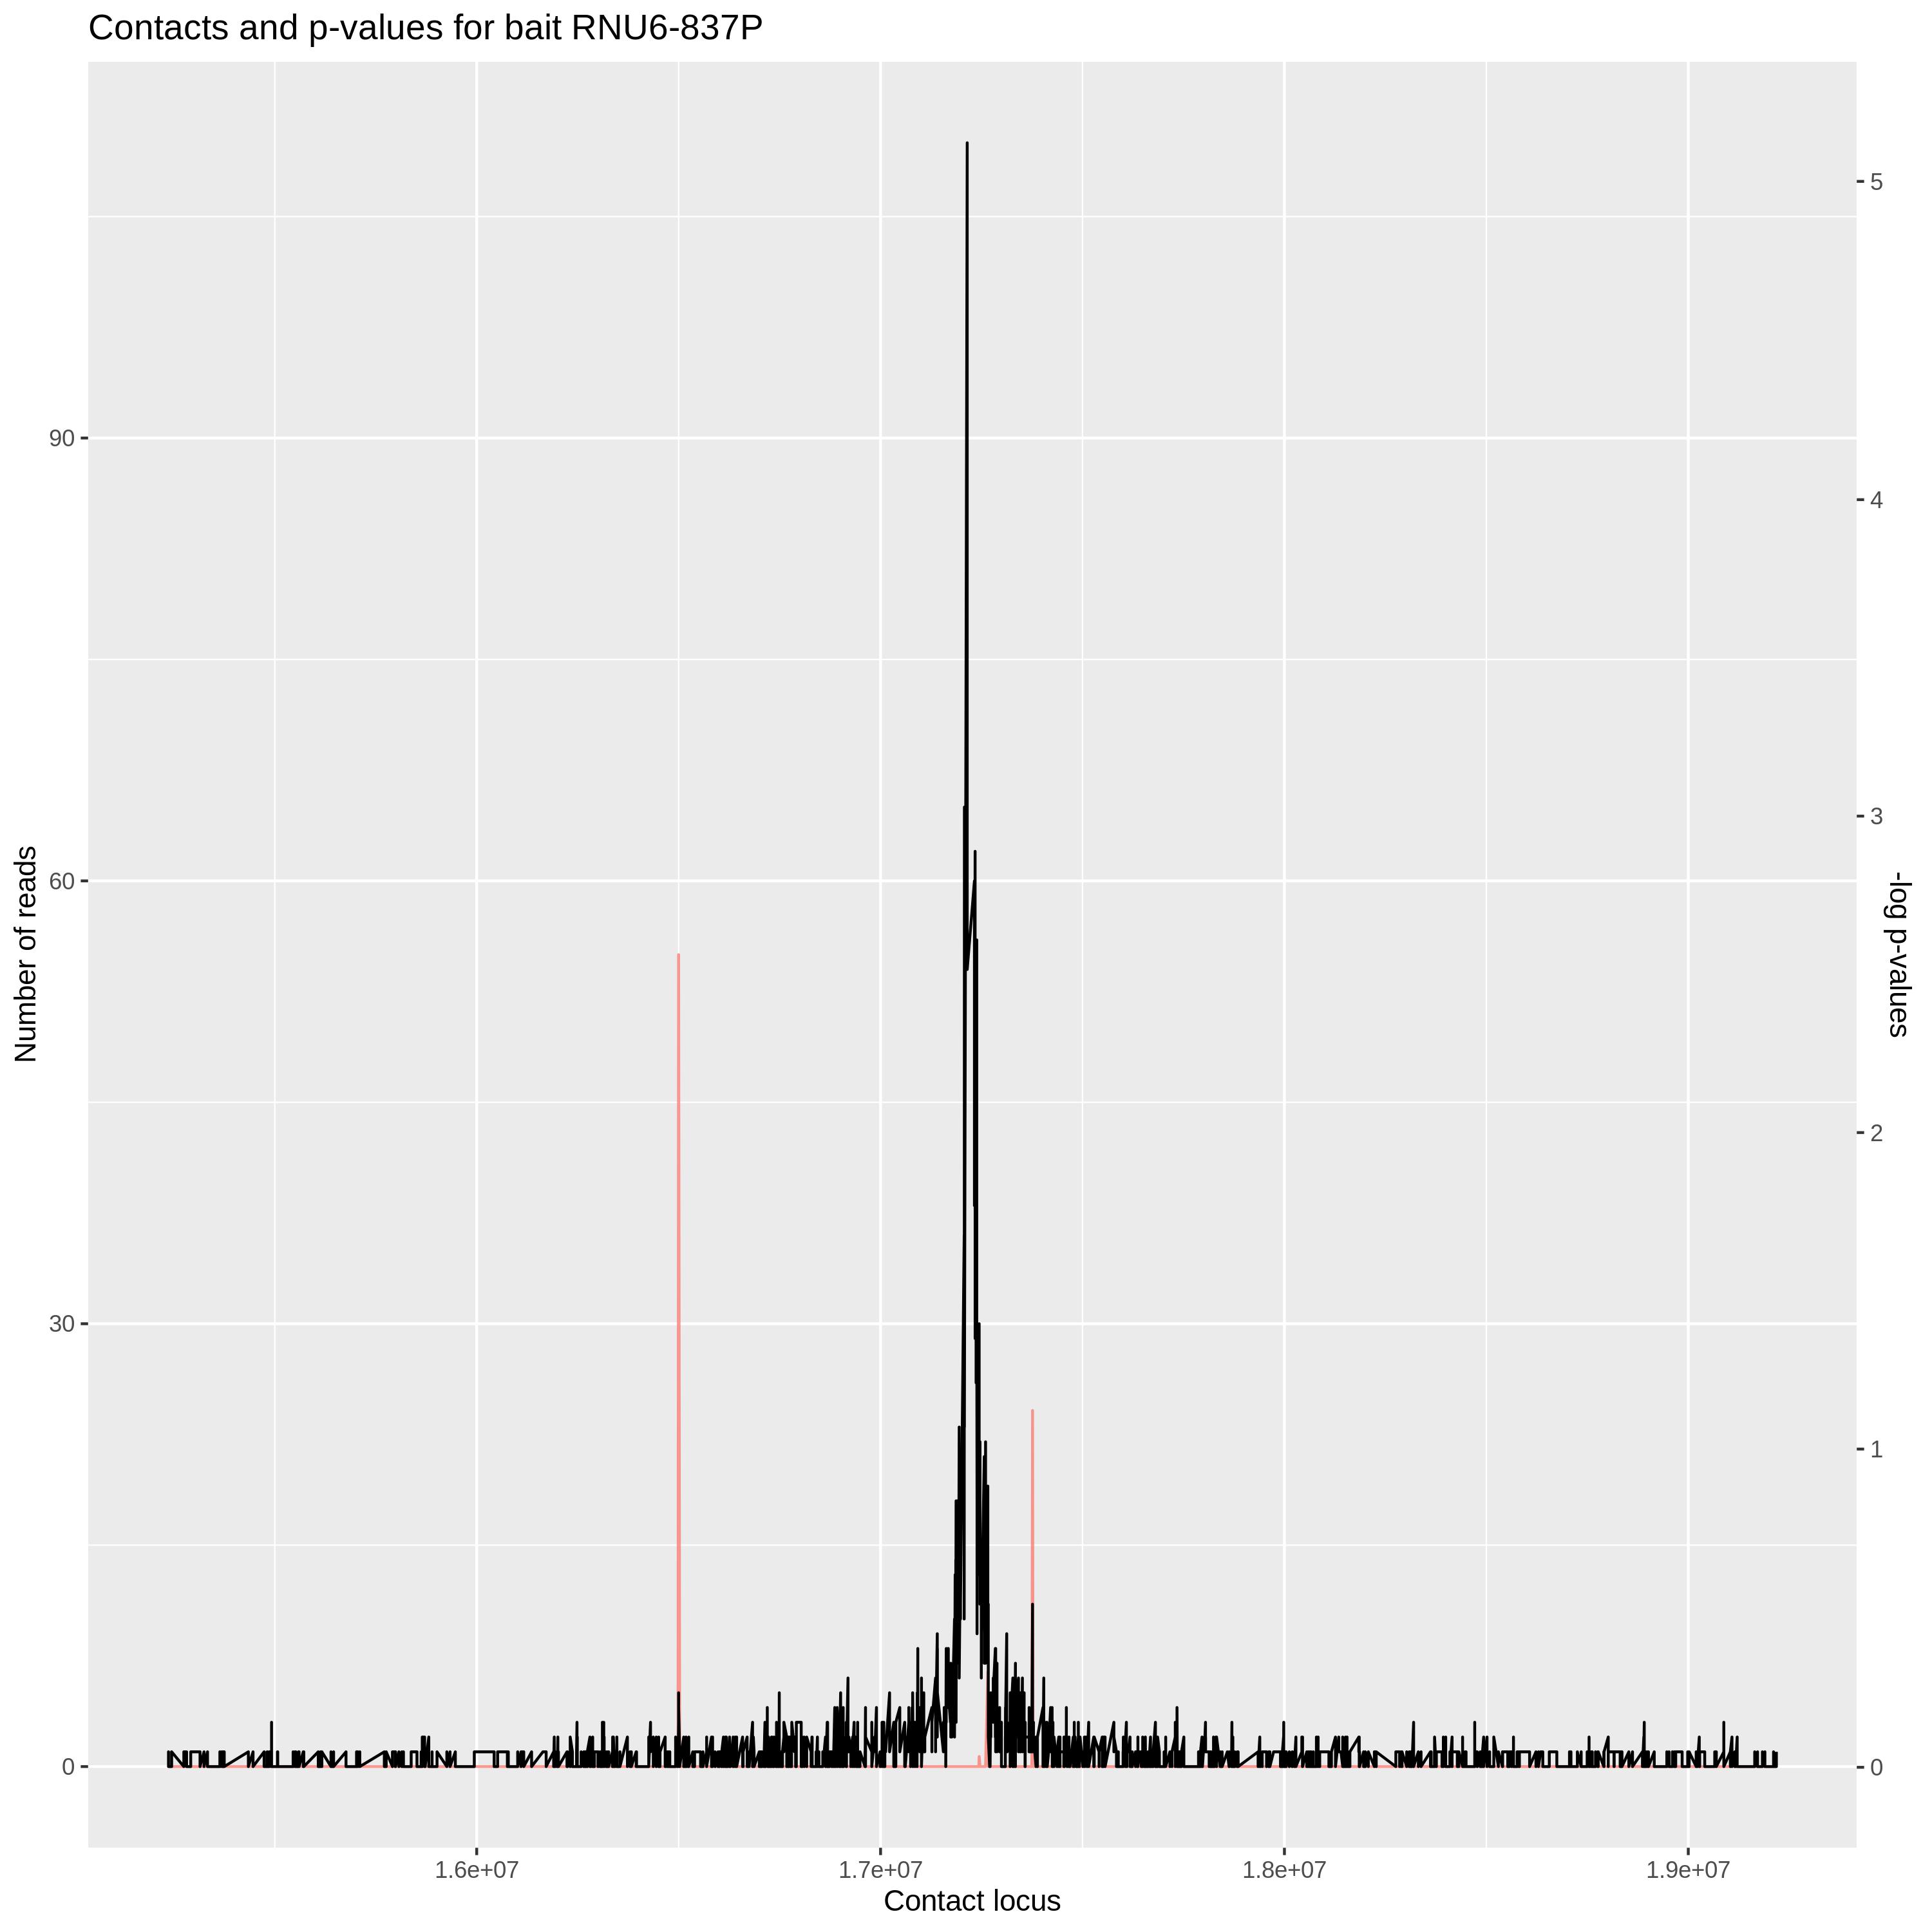 Contacts and p-values for bait RNU6-837P
Number of reads
90
60
30
0
5
4
3
2
1
0
-log p-values
1.6e+07
1.7e+07
1.8e+07
1.9e+07
Contact locus